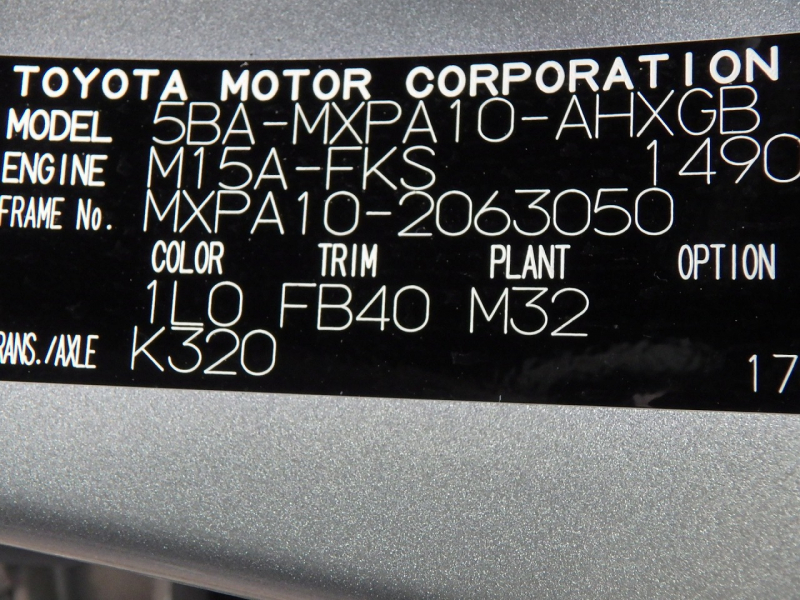 TOYOTA MOTOR CORPORATION
MODEL 5BA-MXPA10-AHXGB
ENGINE M15A-FKS 1490
FRAME No. MXPA10-2063050
COLOR TRIM PLANT OPTION
1L0 FB40 M32
RANS./AXLE K320
17